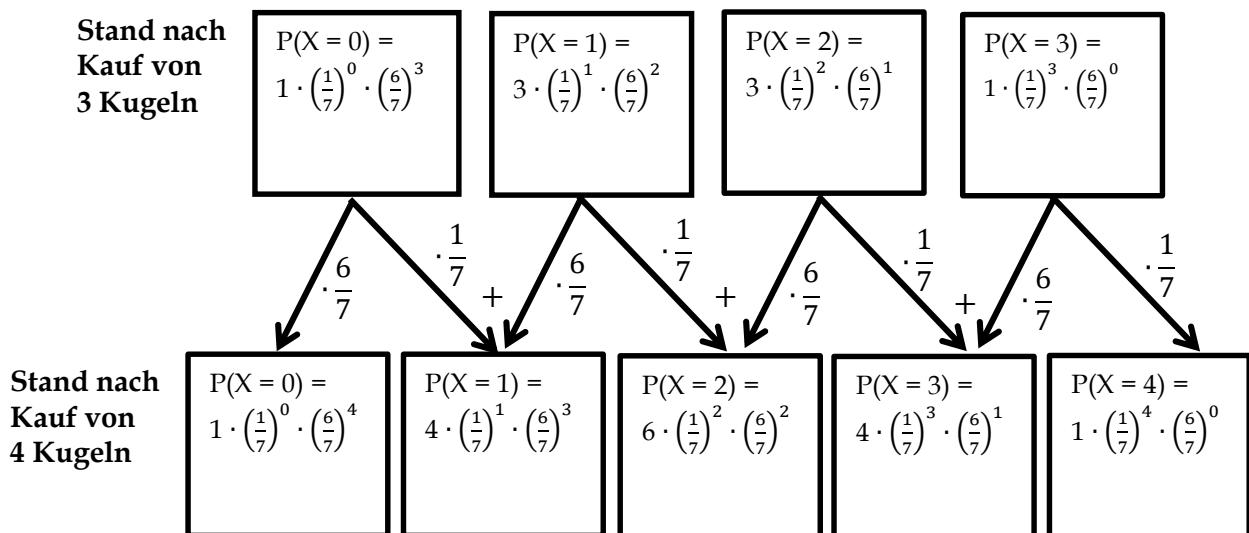 Stand nach
Kauf von
3 Kugeln
P(X = 0) =
1 · (1/7)^0 · (6/7)^3
P(X = 1) =
3 · (1/7)^1 · (6/7)^2
P(X = 2) =
3 · (1/7)^2 · (6/7)^1
P(X = 3) =
1 · (1/7)^3 · (6/7)^0
· 6/7
· 1/7
+
· 6/7
· 1/7
+
· 6/7
· 1/7
+
· 6/7
· 1/7
Stand nach
Kauf von
4 Kugeln
P(X = 0) =
1 · (1/7)^0 · (6/7)^4
P(X = 1) =
4 · (1/7)^1 · (6/7)^3
P(X = 2) =
6 · (1/7)^2 · (6/7)^2
P(X = 3) =
4 · (1/7)^3 · (6/7)^1
P(X = 4) =
1 · (1/7)^4 · (6/7)^0